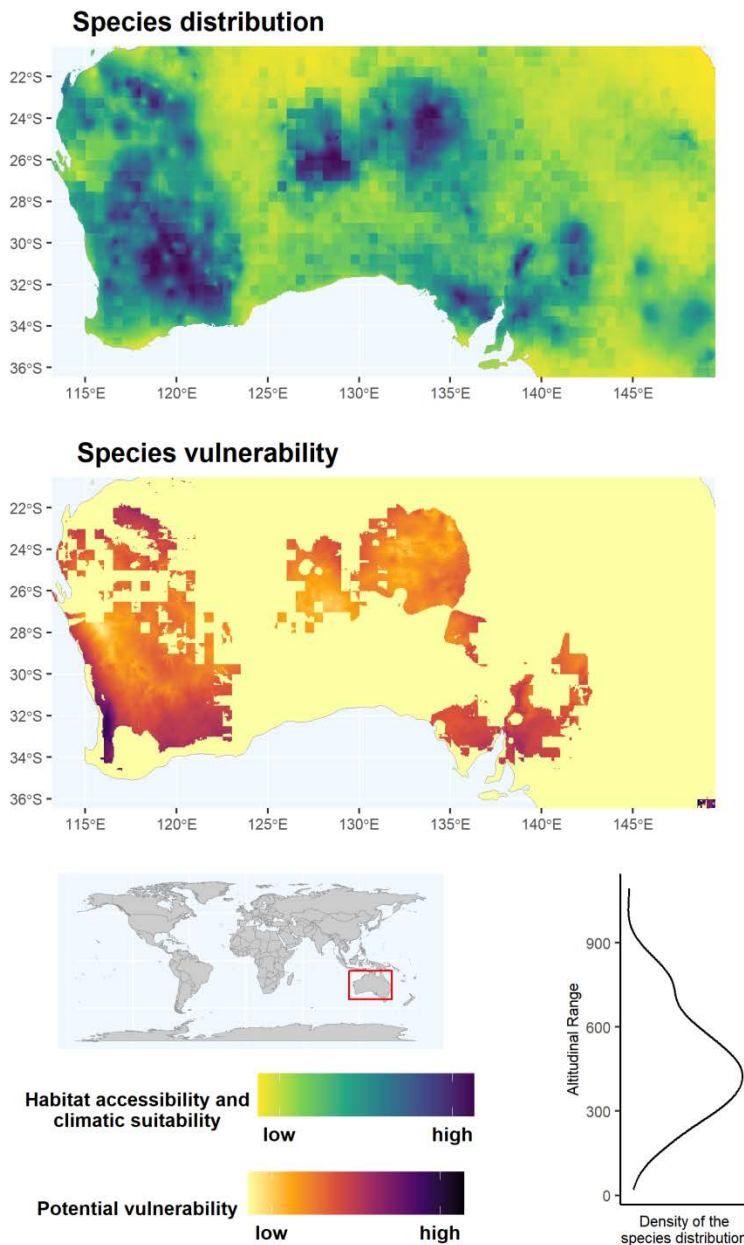 Species distribution
22°S
24°S
26°S
28°S
30°S
32°S
34°S
36°S
115°E 120°E 125°E 130°E 135°E 140°E 145°E
Species vulnerability
22°S
24°S
26°S
28°S
30°S
32°S
34°S
36°S
115°E 120°E 125°E 130°E 135°E 140°E 145°E
Habitat accessibility and
climatic suitability
low high
Potential vulnerability
low high
Altitudinal Range
900
600
300
0
Density of the
species distribution